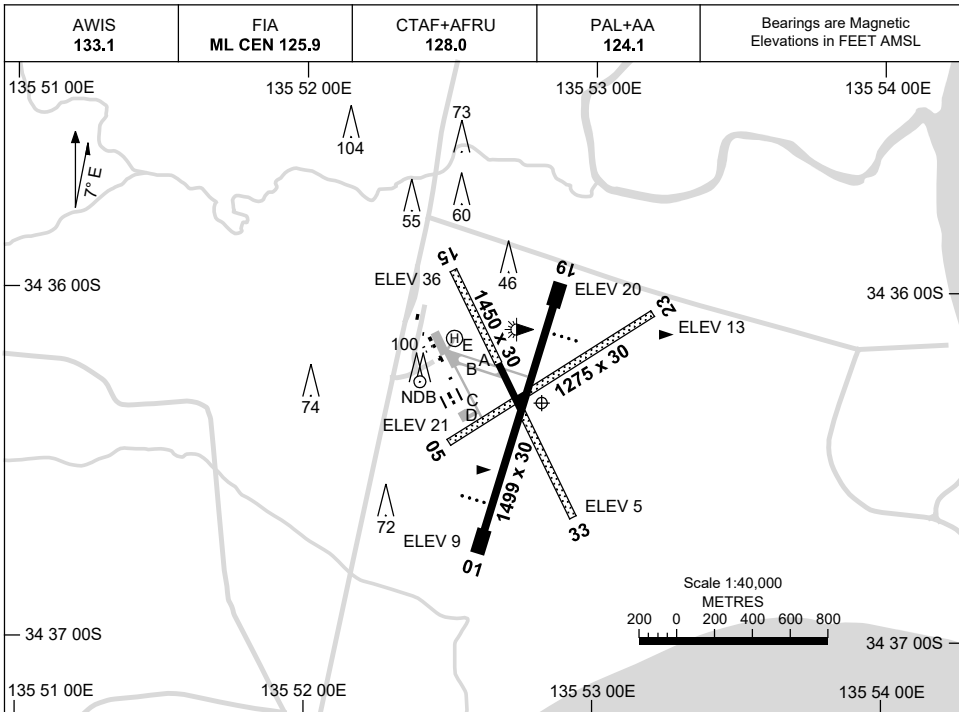 AWIS
133.1
FIA
ML CEN 125.9
CTAF+AFRU
128.0
PAL+AA
124.1
Bearings are Magnetic
Elevations in FEET AMSL
135 51 00E
135 52 00E
135 53 00E
135 54 00E
7° E
104
73
55
60
46
15
19
ELEV 36
ELEV 20
34 36 00S
34 36 00S
23
ELEV 13
1450 x 30
H
E
A
B
100
NDB
C
D
1275 x 30
74
ELEV 21
05
1499 x 30
72
ELEV 9
ELEV 5
33
01
Scale 1:40,000
METRES
200 0 200 400 600 800
34 37 00S
34 37 00S
135 51 00E
135 52 00E
135 53 00E
135 54 00E